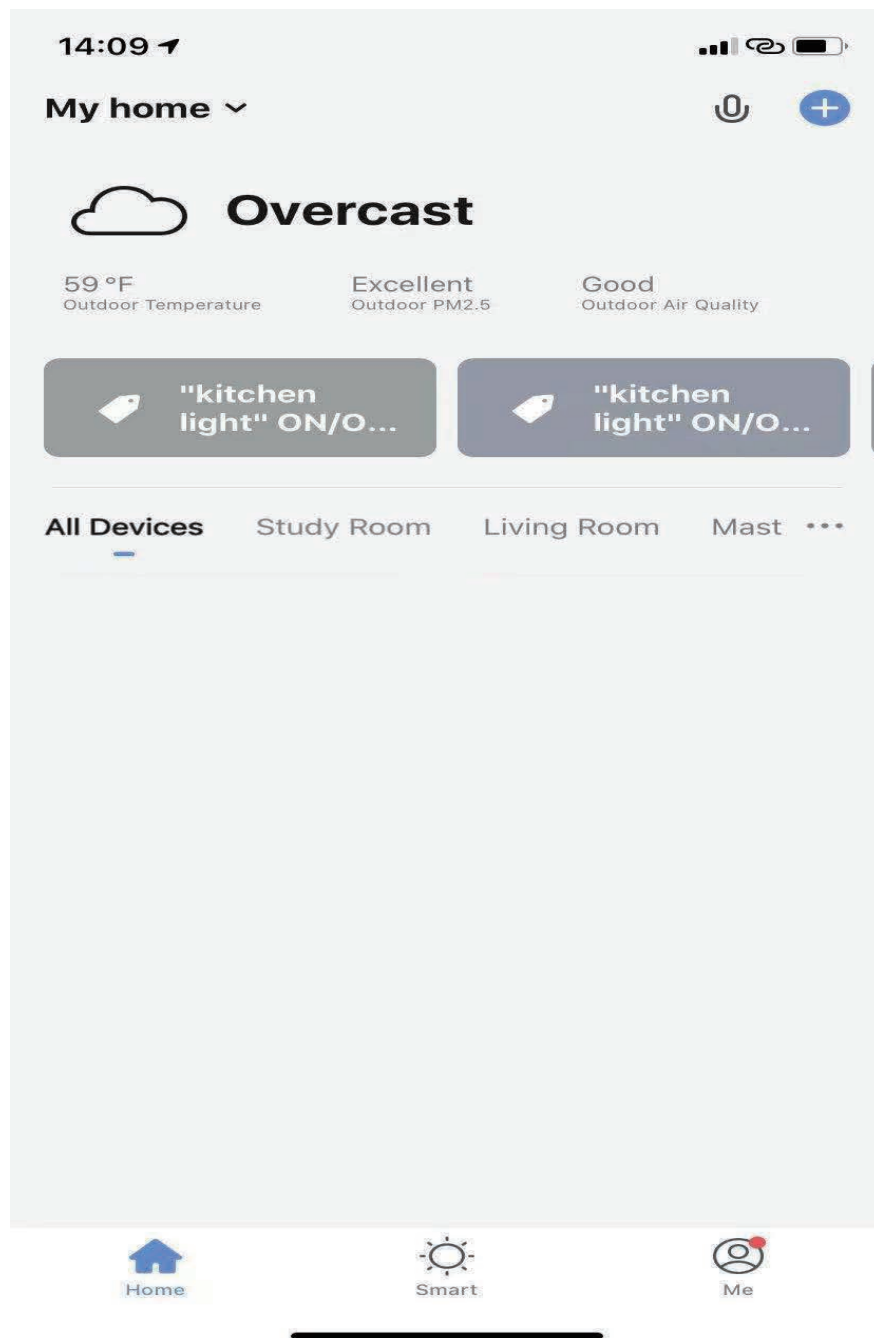 14:09
My home
Overcast
59 °F Excellent Good
Outdoor Temperature Outdoor PM2.5 Outdoor Air Quality
"kitchen "kitchen
light" ON/O... light" ON/O...
All Devices Study Room Living Room Mast ...
Home Smart Me